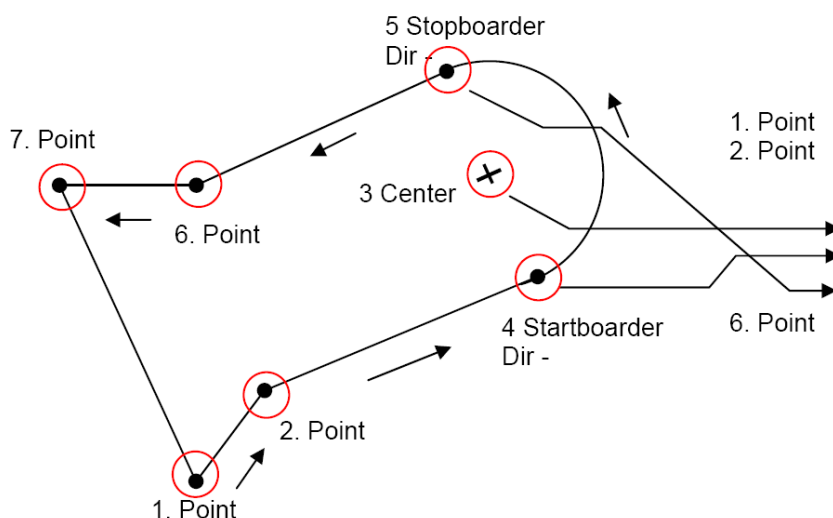 5 Stopboarder
Dir -
1. Point
2. Point
7. Point
3 Center
6. Point
6. Point
4 Startboarder
Dir -
2. Point
1. Point